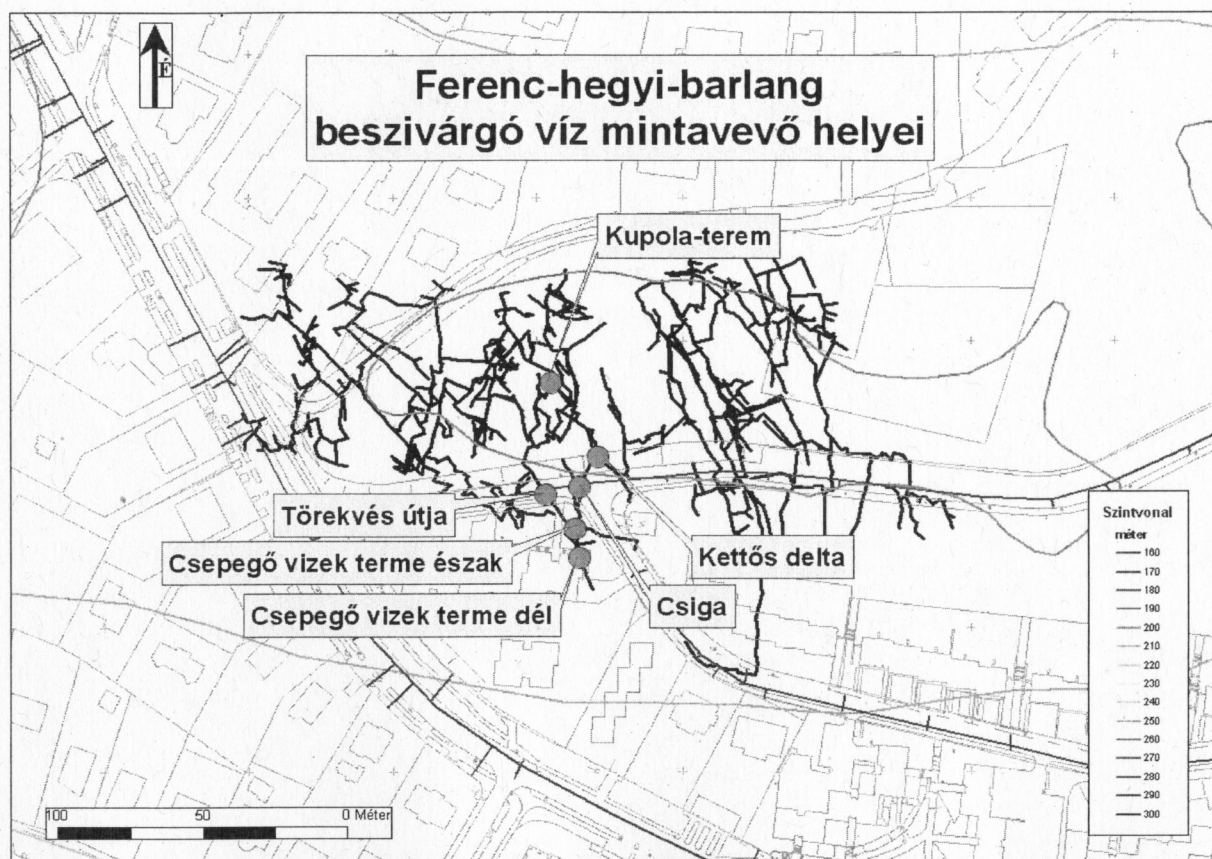 É
Ferenc-hegyi-barlang
beszivárgó víz mintavevő helyei
Kupola-terem
Törekvés útja
Csepegő vizek terme észak
Csepegő vizek terme dél
Kettős delta
Csiga
Szintvonal
méter
160
170
180
190
200
210
220
230
240
250
260
270
280
290
300
100 50 0 Méter